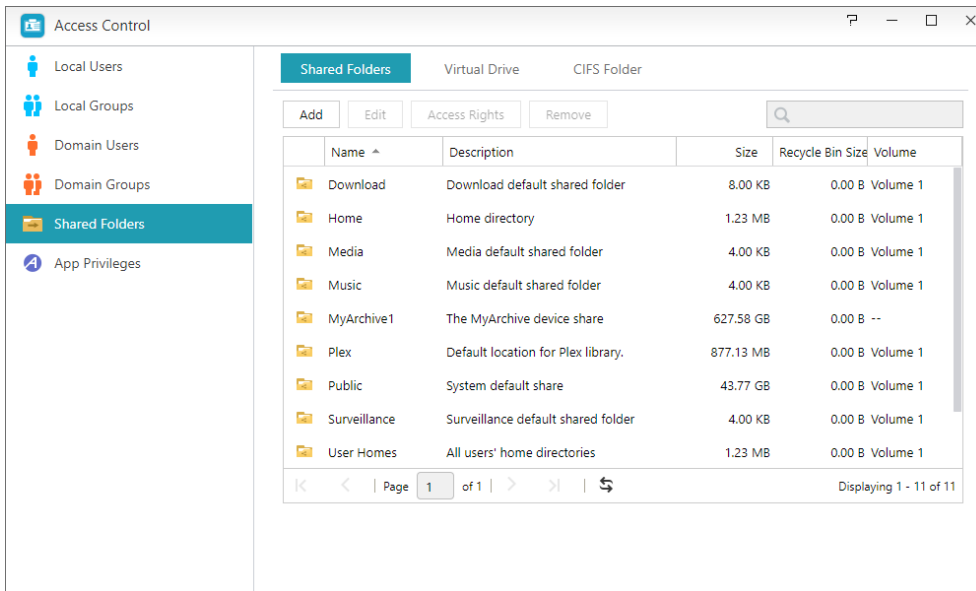 Access Control
Local Users
Local Groups
Domain Users
Domain Groups
Shared Folders
App Privileges
Shared Folders Virtual Drive CIFS Folder
Add Edit Access Rights Remove
Name Description Size Recycle Bin Size Volume
Download Download default shared folder 8.00 KB 0.00 B Volume 1
Home Home directory 1.23 MB 0.00 B Volume 1
Media Media default shared folder 4.00 KB 0.00 B Volume 1
Music Music default shared folder 4.00 KB 0.00 B Volume 1
MyArchive1 The MyArchive device share 627.58 GB 0.00 B --
Plex Default location for Plex library. 877.13 MB 0.00 B Volume 1
Public System default share 43.77 GB 0.00 B Volume 1
Surveillance Surveillance default shared folder 4.00 KB 0.00 B Volume 1
User Homes All users' home directories 1.23 MB 0.00 B Volume 1
Page 1 of 1 Displaying 1 - 11 of 11